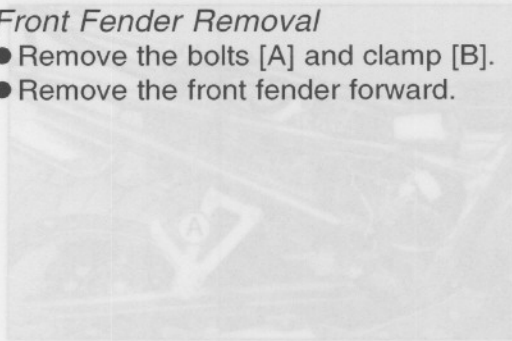 Front Fender Removal
● Remove the bolts [A] and clamp [B].
● Remove the front fender forward.
A